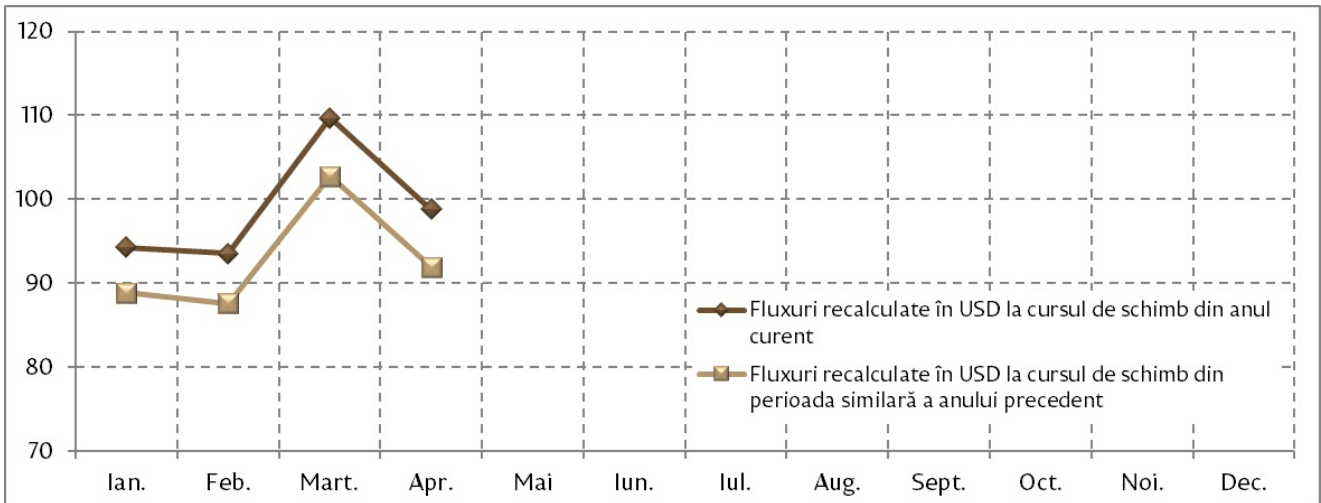 120
110
100
90
80
70
Fluxuri recalculate în USD la cursul de schimb din anul
curent
Fluxuri recalculate în USD la cursul de schimb din
perioada similară a anului precedent
Ian. Feb. Mart. Apr. Mai Iun. Iul. Aug. Sept. Oct. Noi. Dec.